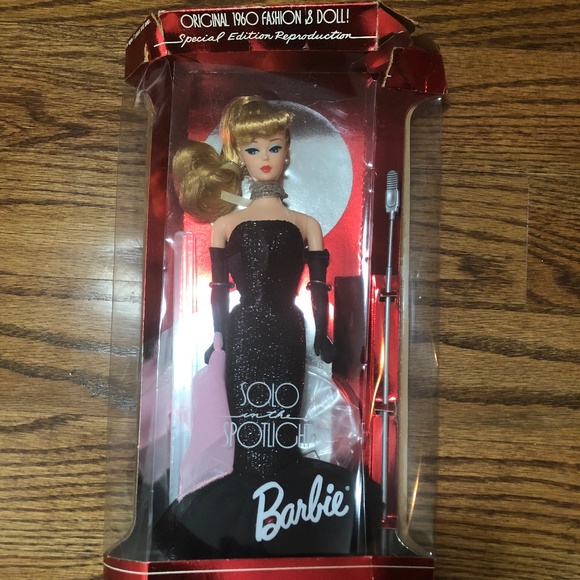 ORIGINAL 1960 FASHION & DOLL!
Special Edition Reproduction
SOLO
in the
SPOTLIGHT
Barbie